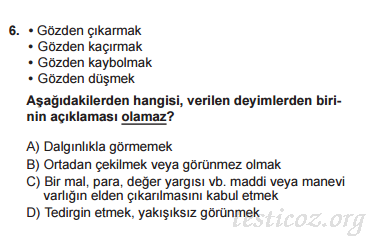 6. • Gözden çıkarmak
• Gözden kaçırmak
• Gözden kaybolmak
• Gözden düşmek
Aşağıdakilerden hangisi, verilen deyimlerden biri-
nin açıklaması olamaz?
A) Dalgınlıkla görmemek
B) Ortadan çekilmek veya görünmez olmak
C) Bir mal, para, değer yargısı vb. maddi veya manevi
varlığın elden çıkarılmasını kabul etmek
D) Tedirgin etmek, yakışıksız görünmek
testicoz.org